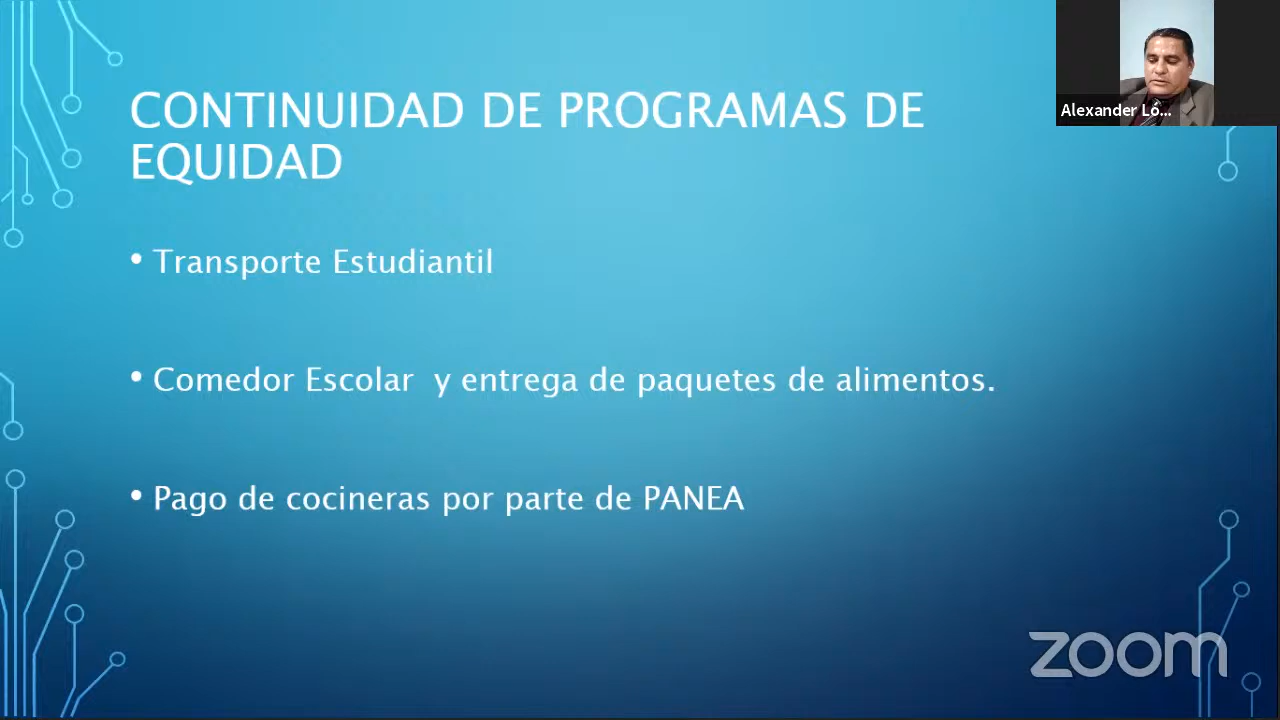 CONTINUIDAD DE PROGRAMAS DE
EQUIDAD
• Transporte Estudiantil
• Comedor Escolar  y entrega de paquetes de alimentos.
• Pago de cocineras por parte de PANEA
Alexander Ló...
zoom